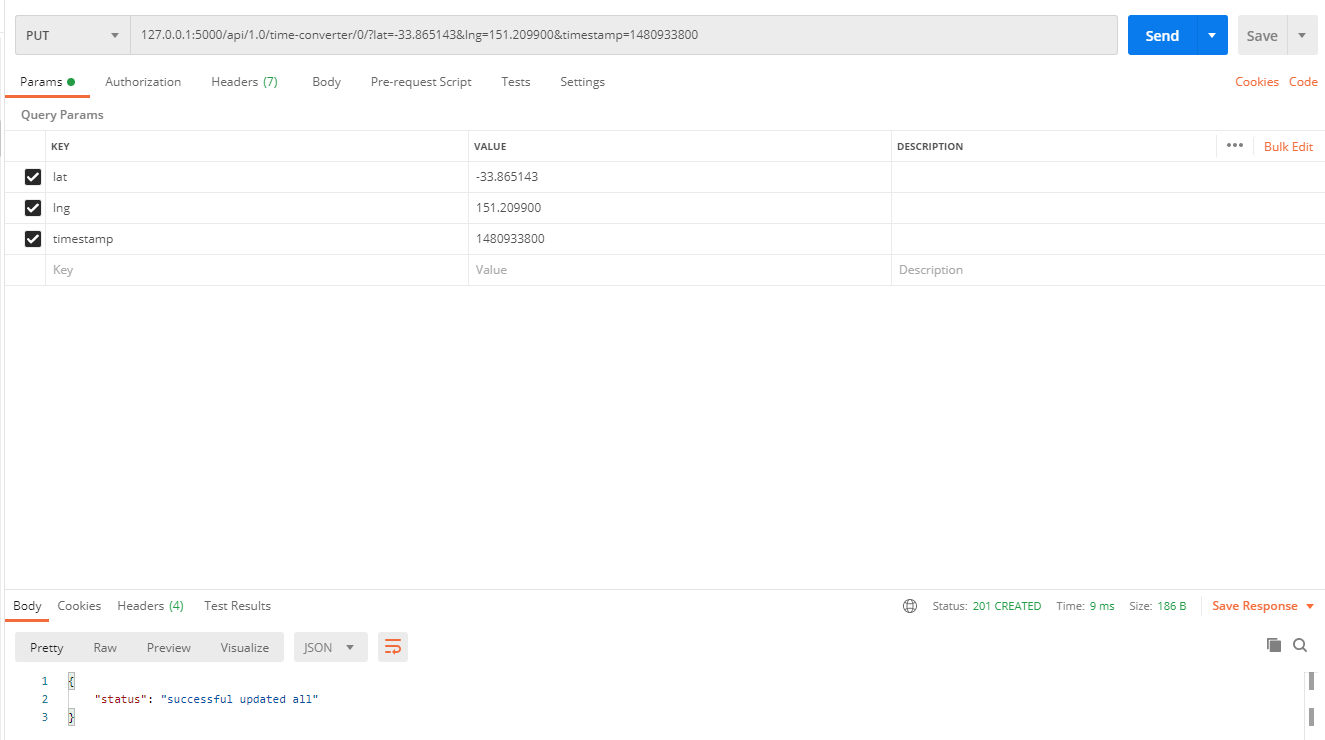 PUT 127.0.0.1:5000/api/1.0/time-converter/0/?lat=-33.865143&lng=151.209900&timestamp=1480933800 Send Save
Params Authorization Headers (7) Body Pre-request Script Tests Settings Cookies Code
Query Params
KEY VALUE DESCRIPTION ••• Bulk Edit
lat -33.865143
lng 151.209900
timestamp 1480933800
Key Value Description
Body Cookies Headers (4) Test Results Status: 201 CREATED Time: 9 ms Size: 186 B Save Response
Pretty Raw Preview Visualize JSON
1 {
2 "status": "successful updated all"
3 }